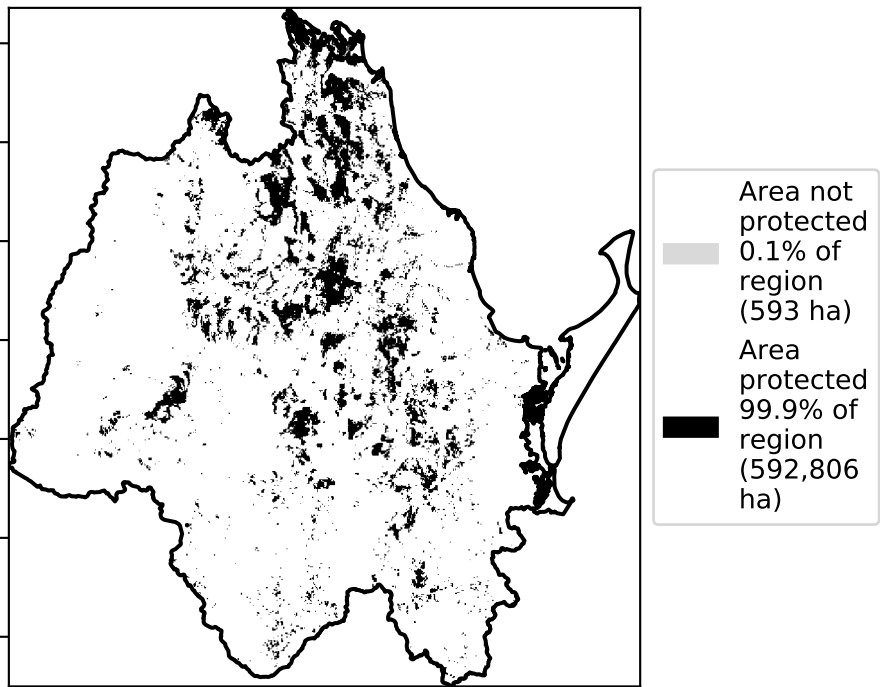 Area not
protected
0.1% of
region
(593 ha)
Area
protected
99.9% of
region
(592,806
ha)